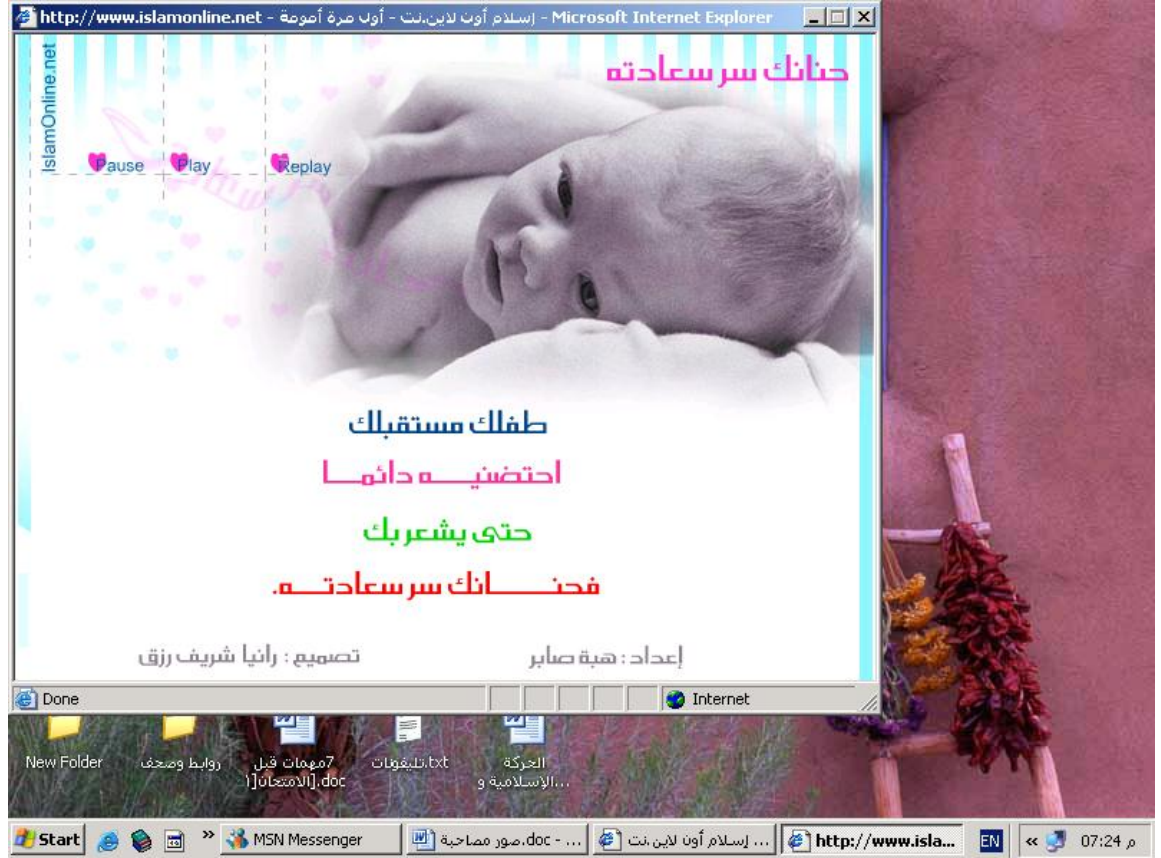 http://www.islamonline.net - إسلام أون لاين.نت - أول مرة أمومة - Microsoft Internet Explorer
حنانك سر سعادته
IslamOnline.net
Pause Play Replay
طفلك مستقبلك
احتضنيـــه دائمـــا
حتى يشعر بك
فحنـــــانك سر سعادتـــه.
إعداد : هبة صابر
تصميم : رانيا شريف رزق
Done
Internet
New Folder
روابط وصحف
7مهمات قبل
الامتحان[1].doc
تليفونات.txt
الحركة
الإسلامية و...
Start
MSN Messenger
صور مصاحبة.doc - ...
إسلام أون لاين.نت ...
http://www.isla...
EN
07:24 م